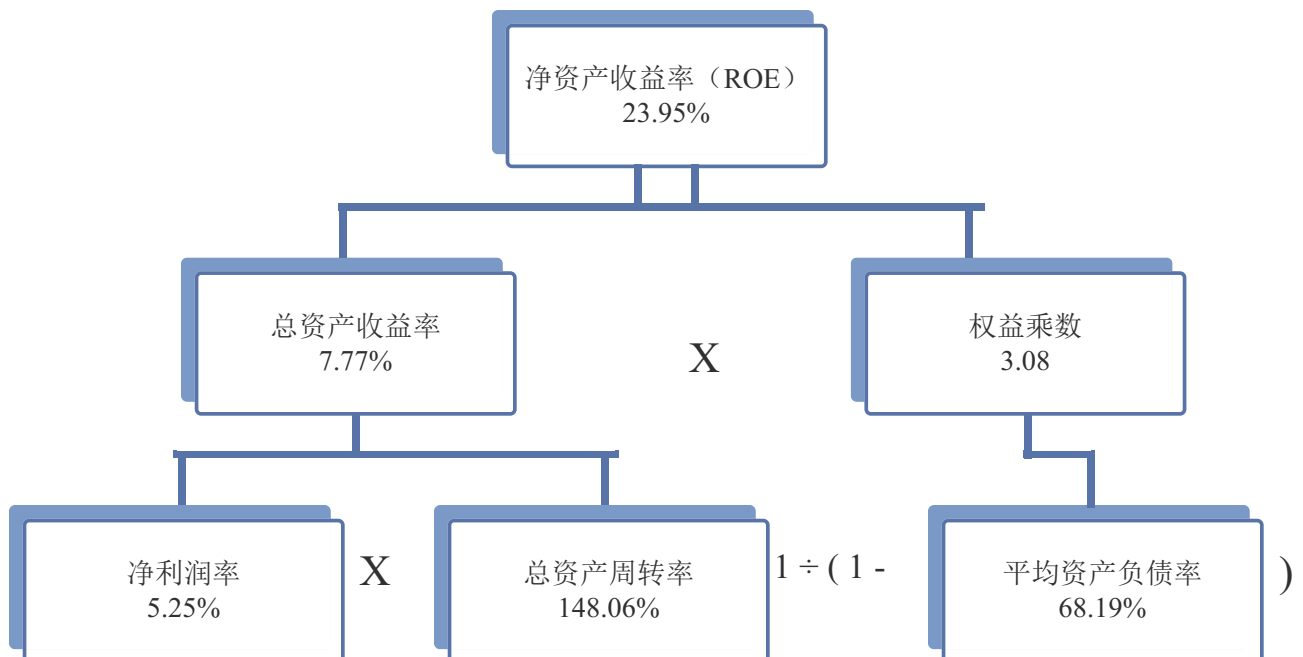 净资产收益率（ROE）
23.95%
总资产收益率
7.77%
X
权益乘数
3.08
净利润率
5.25%
X
总资产周转率
148.06%
1 ÷ ( 1 -
平均资产负债率
68.19%
)